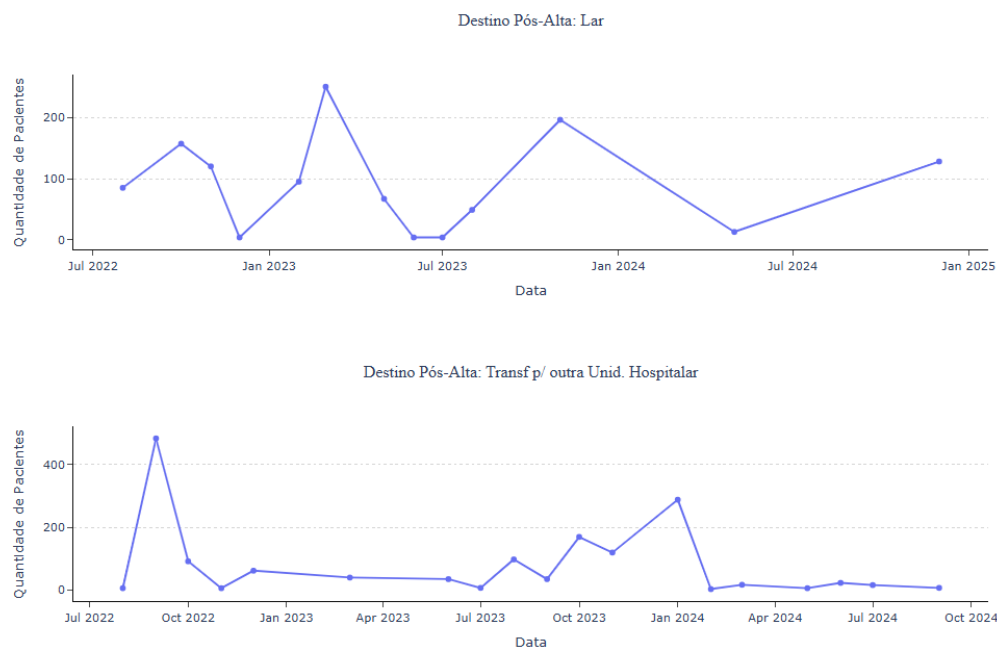 Destino Pós-Alta: Lar
Quantidade de Pacientes
200
100
0
Jul 2022 Jan 2023 Jul 2023 Jan 2024 Jul 2024 Jan 2025
Data
Destino Pós-Alta: Transf p/ outra Unid. Hospitalar
Quantidade de Pacientes
400
200
0
Jul 2022 Oct 2022 Jan 2023 Apr 2023 Jul 2023 Oct 2023 Jan 2024 Apr 2024 Jul 2024 Oct 2024
Data